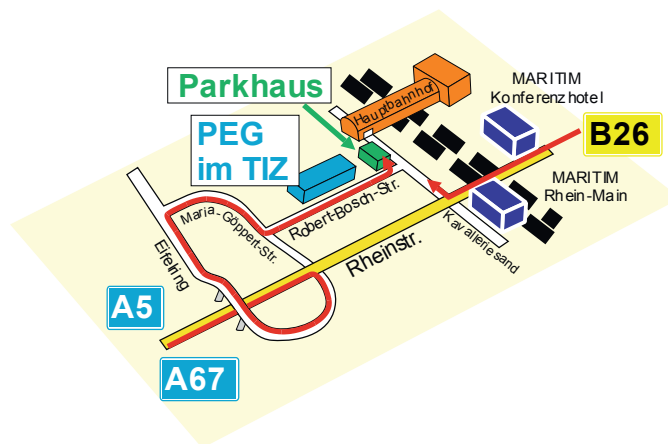 MARITIM
Konferenzhotel
Hauptbahnhof
Parkhaus
B26
PEG
im TIZ
MARITIM
Rhein-Main
Maria-Göppert-Str.
Robert-Bosch-Str.
Kavalleriesand
Eifelring
Rheinstr.
A5
A67